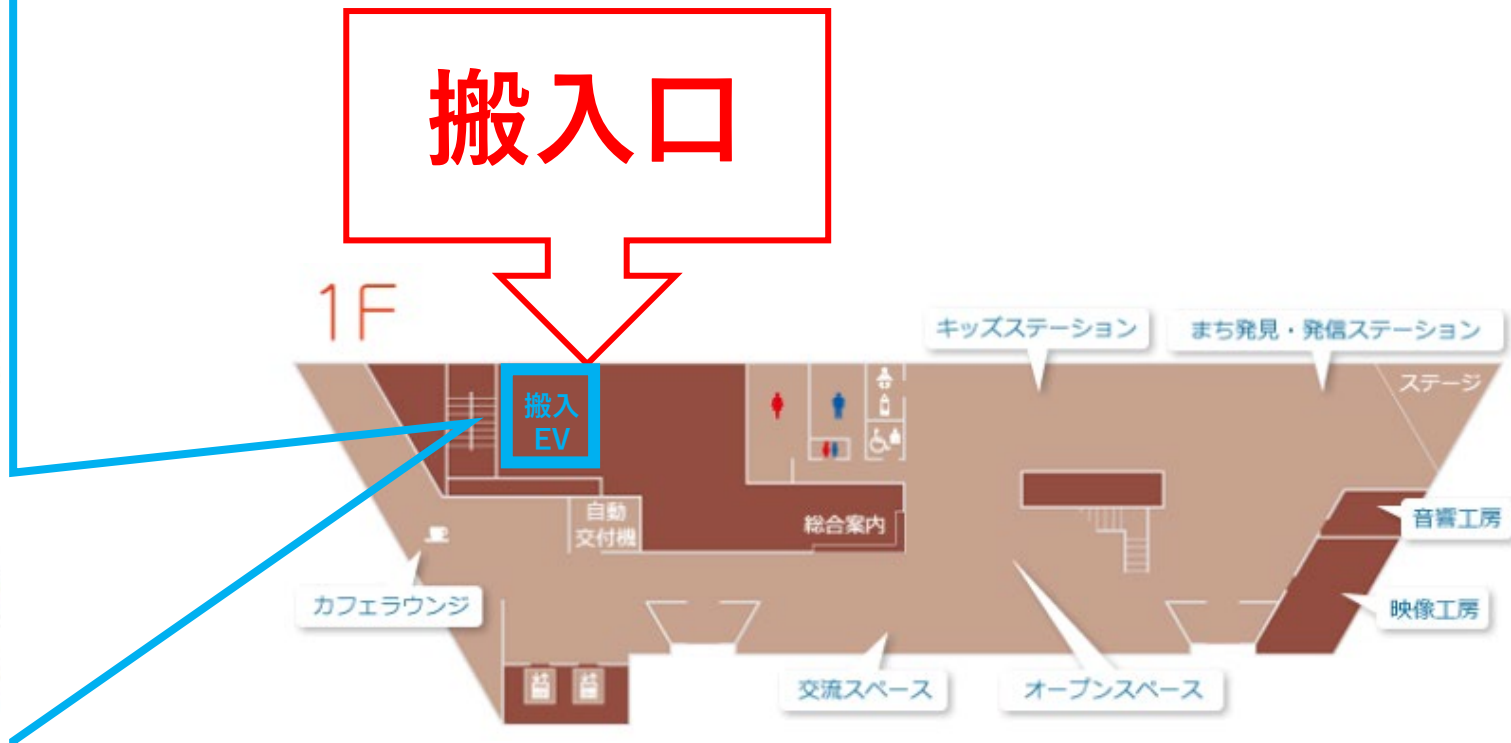 搬入口
1F
キッズステーション
まち発見・発信ステーション
ステージ
搬入
EV
自動
交付機
総合案内
音響工房
カフェラウンジ
映像工房
交流スペース
オープンスペース